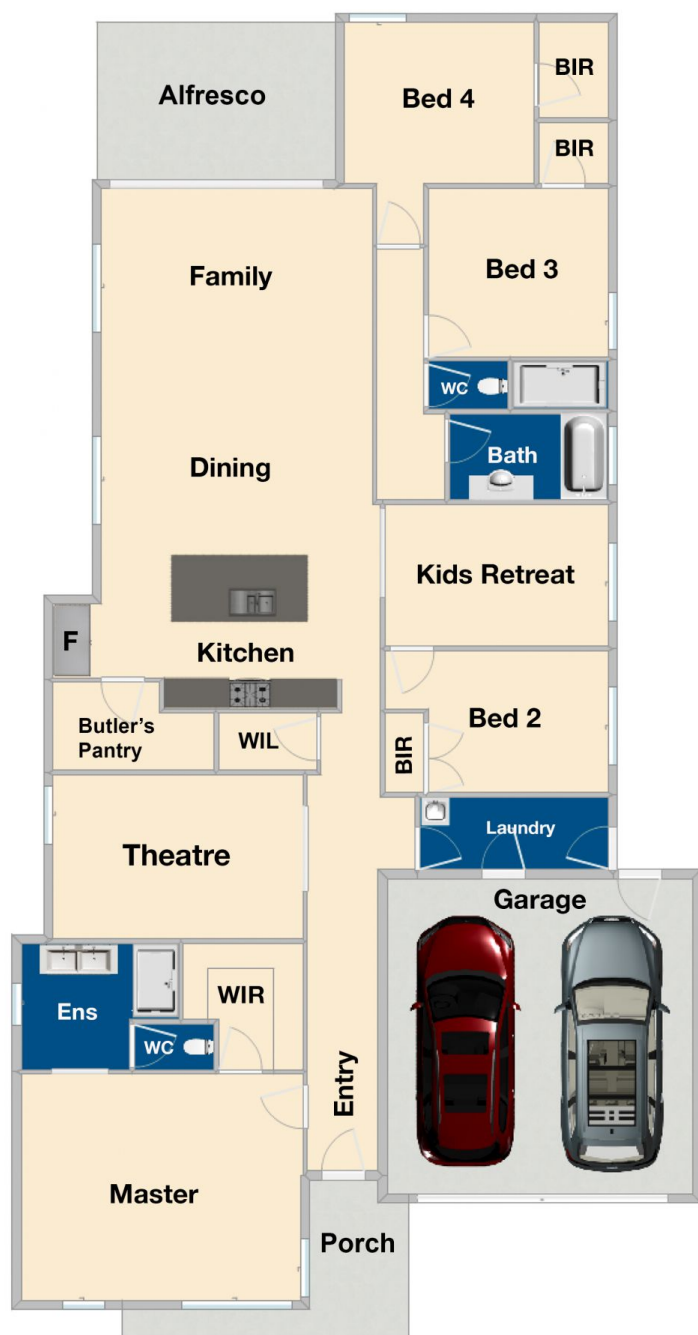 Alfresco
Bed 4
BIR
BIR
Family
Bed 3
WC
Dining
Bath
Kids Retreat
F
Kitchen
Butler's
Pantry
WIL
BIR
Bed 2
Theatre
Laundry
Garage
Ens
WIR
WC
Entry
Master
Porch